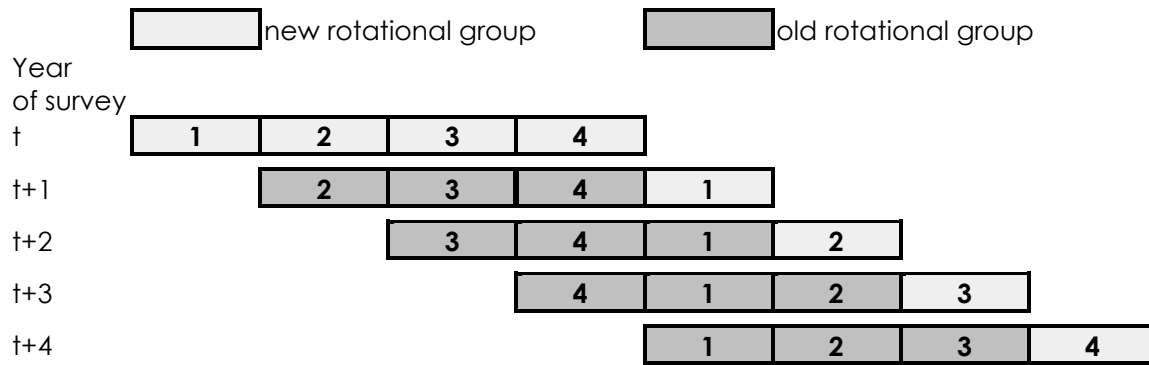 new rotational group old rotational group
Year
of survey
t 1 2 3 4
t+1 2 3 4 1
t+2 3 4 1 2
t+3 4 1 2 3
t+4 1 2 3 4